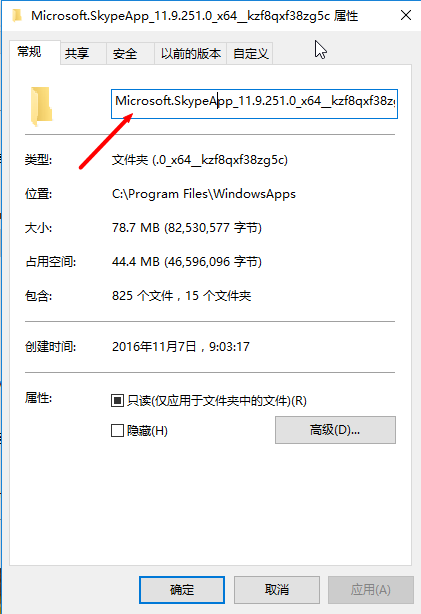 Microsoft.SkypeApp_11.9.251.0_x64__kzf8qxf38zg5c 属性
常规 共享 安全 以前的版本 自定义
Microsoft.SkypeApp_11.9.251.0_x64__kzf8qxf38z
类型: 文件夹 (.0_x64__kzf8qxf38zg5c)
位置: C:\Program Files\WindowsApps
大小: 78.7 MB (82,530,577 字节)
占用空间: 44.4 MB (46,596,096 字节)
包含: 825 个文件，15 个文件夹
创建时间: 2016年11月7日，9:03:17
属性: 只读(仅应用于文件夹中的文件)(R)
隐藏(H) 高级(D)...
确定 取消 应用(A)